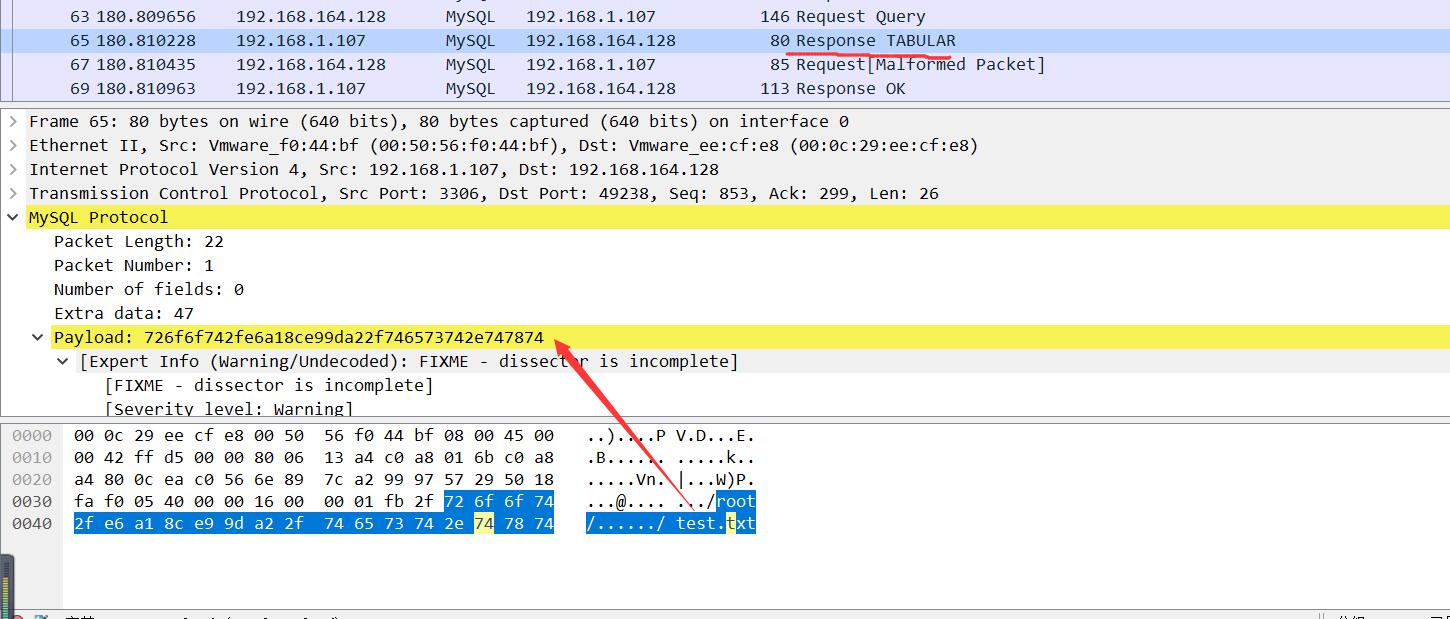 63 180.809656 192.168.164.128 MySQL 192.168.1.107 146 Request Query
65 180.810228 192.168.1.107 MySQL 192.168.164.128 80 Response TABULAR
67 180.810435 192.168.164.128 MySQL 192.168.1.107 85 Request[Malformed Packet]
69 180.810963 192.168.1.107 MySQL 192.168.164.128 113 Response OK
Frame 65: 80 bytes on wire (640 bits), 80 bytes captured (640 bits) on interface 0
Ethernet II, Src: Vmware_f0:44:bf (00:50:56:f0:44:bf), Dst: Vmware_ee:cf:e8 (00:0c:29:ee:cf:e8)
Internet Protocol Version 4, Src: 192.168.1.107, Dst: 192.168.164.128
Transmission Control Protocol, Src Port: 3306, Dst Port: 49238, Seq: 853, Ack: 299, Len: 26
MySQL Protocol
Packet Length: 22
Packet Number: 1
Number of fields: 0
Extra data: 47
Payload: 726f6f742fe6a18ce99da22f746573742e747874
[Expert Info (Warning/Undecoded): FIXME - dissector is incomplete]
[FIXME - dissector is incomplete]
[Severity level: Warning]
0000 00 0c 29 ee cf e8 00 50 56 f0 44 bf 08 00 45 00 ..)....P V.D...E.
0010 00 42 ff d5 00 00 80 06 13 a4 c0 a8 01 6b c0 a8 .B...... .....k..
0020 a4 80 0c ea c0 56 6e 89 7c a2 99 97 57 29 50 18 .....Vn. |...W)P.
0030 fa f0 05 40 00 00 16 00 00 01 fb 2f 72 6f 6f 74 ...@.... .../root
0040 2f e6 a1 8c e9 9d a2 2f 74 65 73 74 2e 74 78 74 /....../ test.txt